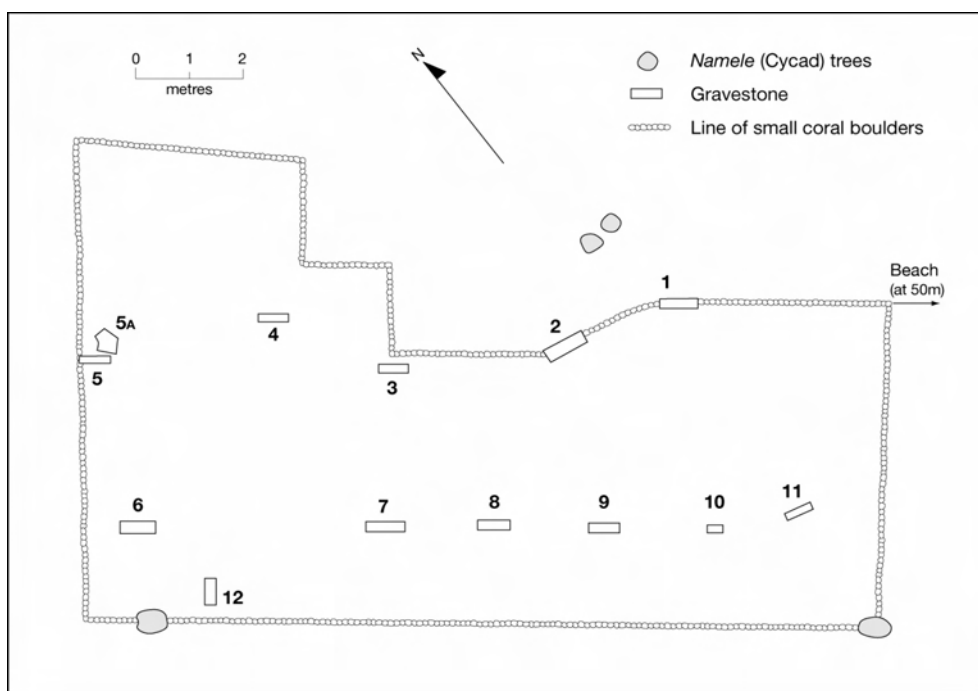 0 1 2
metres
N
Namele (Cycad) trees
Gravestone
Line of small coral boulders
Beach
(at 50m)
1
2
5A
4
5
3
6
7
8
9
10
11
12